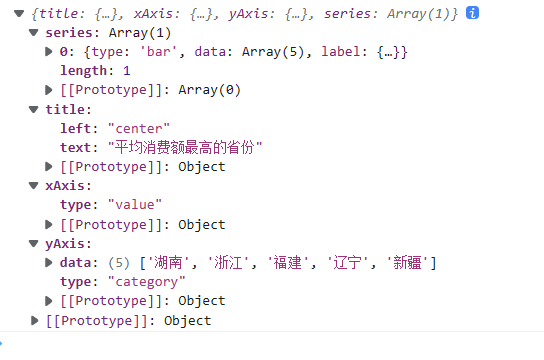 {title: {…}, xAxis: {…}, yAxis: {…}, series: Array(1)} i
series: Array(1)
0: {type: 'bar', data: Array(5), label: {…}}
length: 1
[[Prototype]]: Array(0)
title:
left: "center"
text: "平均消费额最高的省份"
[[Prototype]]: Object
xAxis:
type: "value"
[[Prototype]]: Object
yAxis:
data: (5) ['湖南', '浙江', '福建', '辽宁', '新疆']
type: "category"
[[Prototype]]: Object
[[Prototype]]: Object